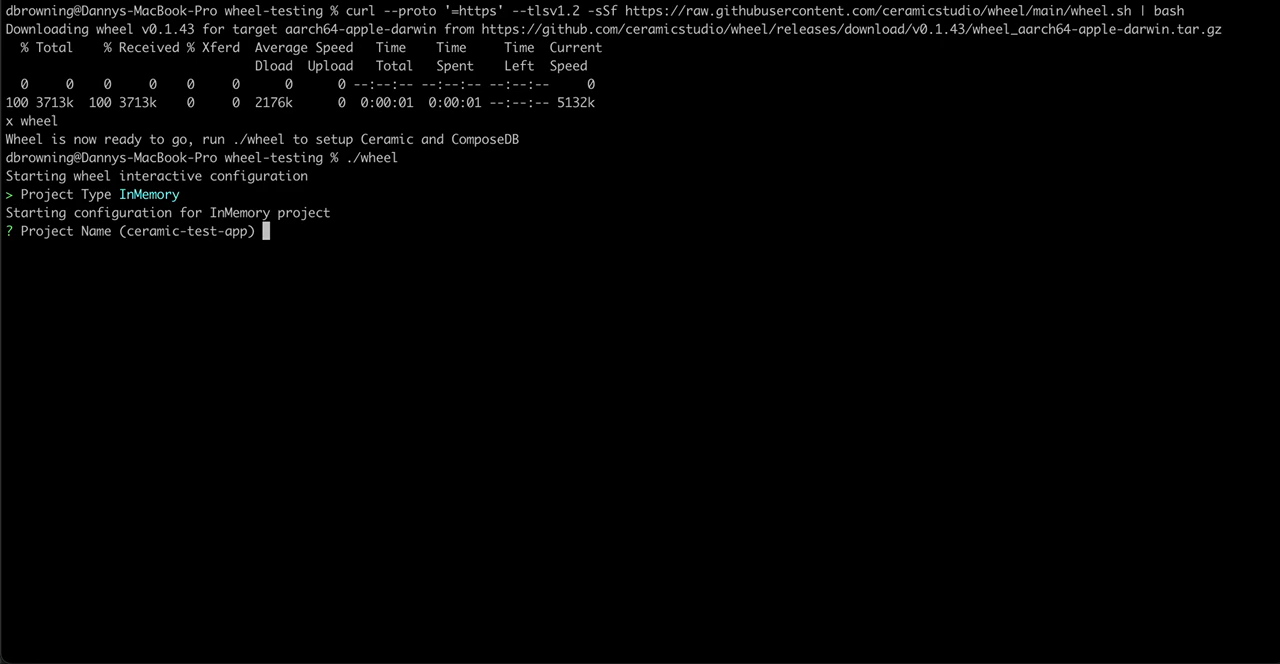 dbrowning@Dannys-MacBook-Pro wheel-testing % curl --proto '=https' --tlsv1.2 -sSf https://raw.githubusercontent.com/ceramicstudio/wheel/main/wheel.sh | bash
Downloading wheel v0.1.43 for target aarch64-apple-darwin from https://github.com/ceramicstudio/wheel/releases/download/v0.1.43/wheel_aarch64-apple-darwin.tar.gz
  % Total    % Received % Xferd  Average Speed   Time    Time     Time  Current
                                 Dload  Upload   Total   Spent    Left  Speed
  0     0    0     0    0     0      0      0 --:--:-- --:--:-- --:--:--     0
100 3713k  100 3713k    0     0  2176k      0  0:00:01  0:00:01 --:--:-- 5132k
x wheel
Wheel is now ready to go, run ./wheel to setup Ceramic and ComposeDB
dbrowning@Dannys-MacBook-Pro wheel-testing % ./wheel
Starting wheel interactive configuration
> Project Type InMemory
Starting configuration for InMemory project
? Project Name (ceramic-test-app)